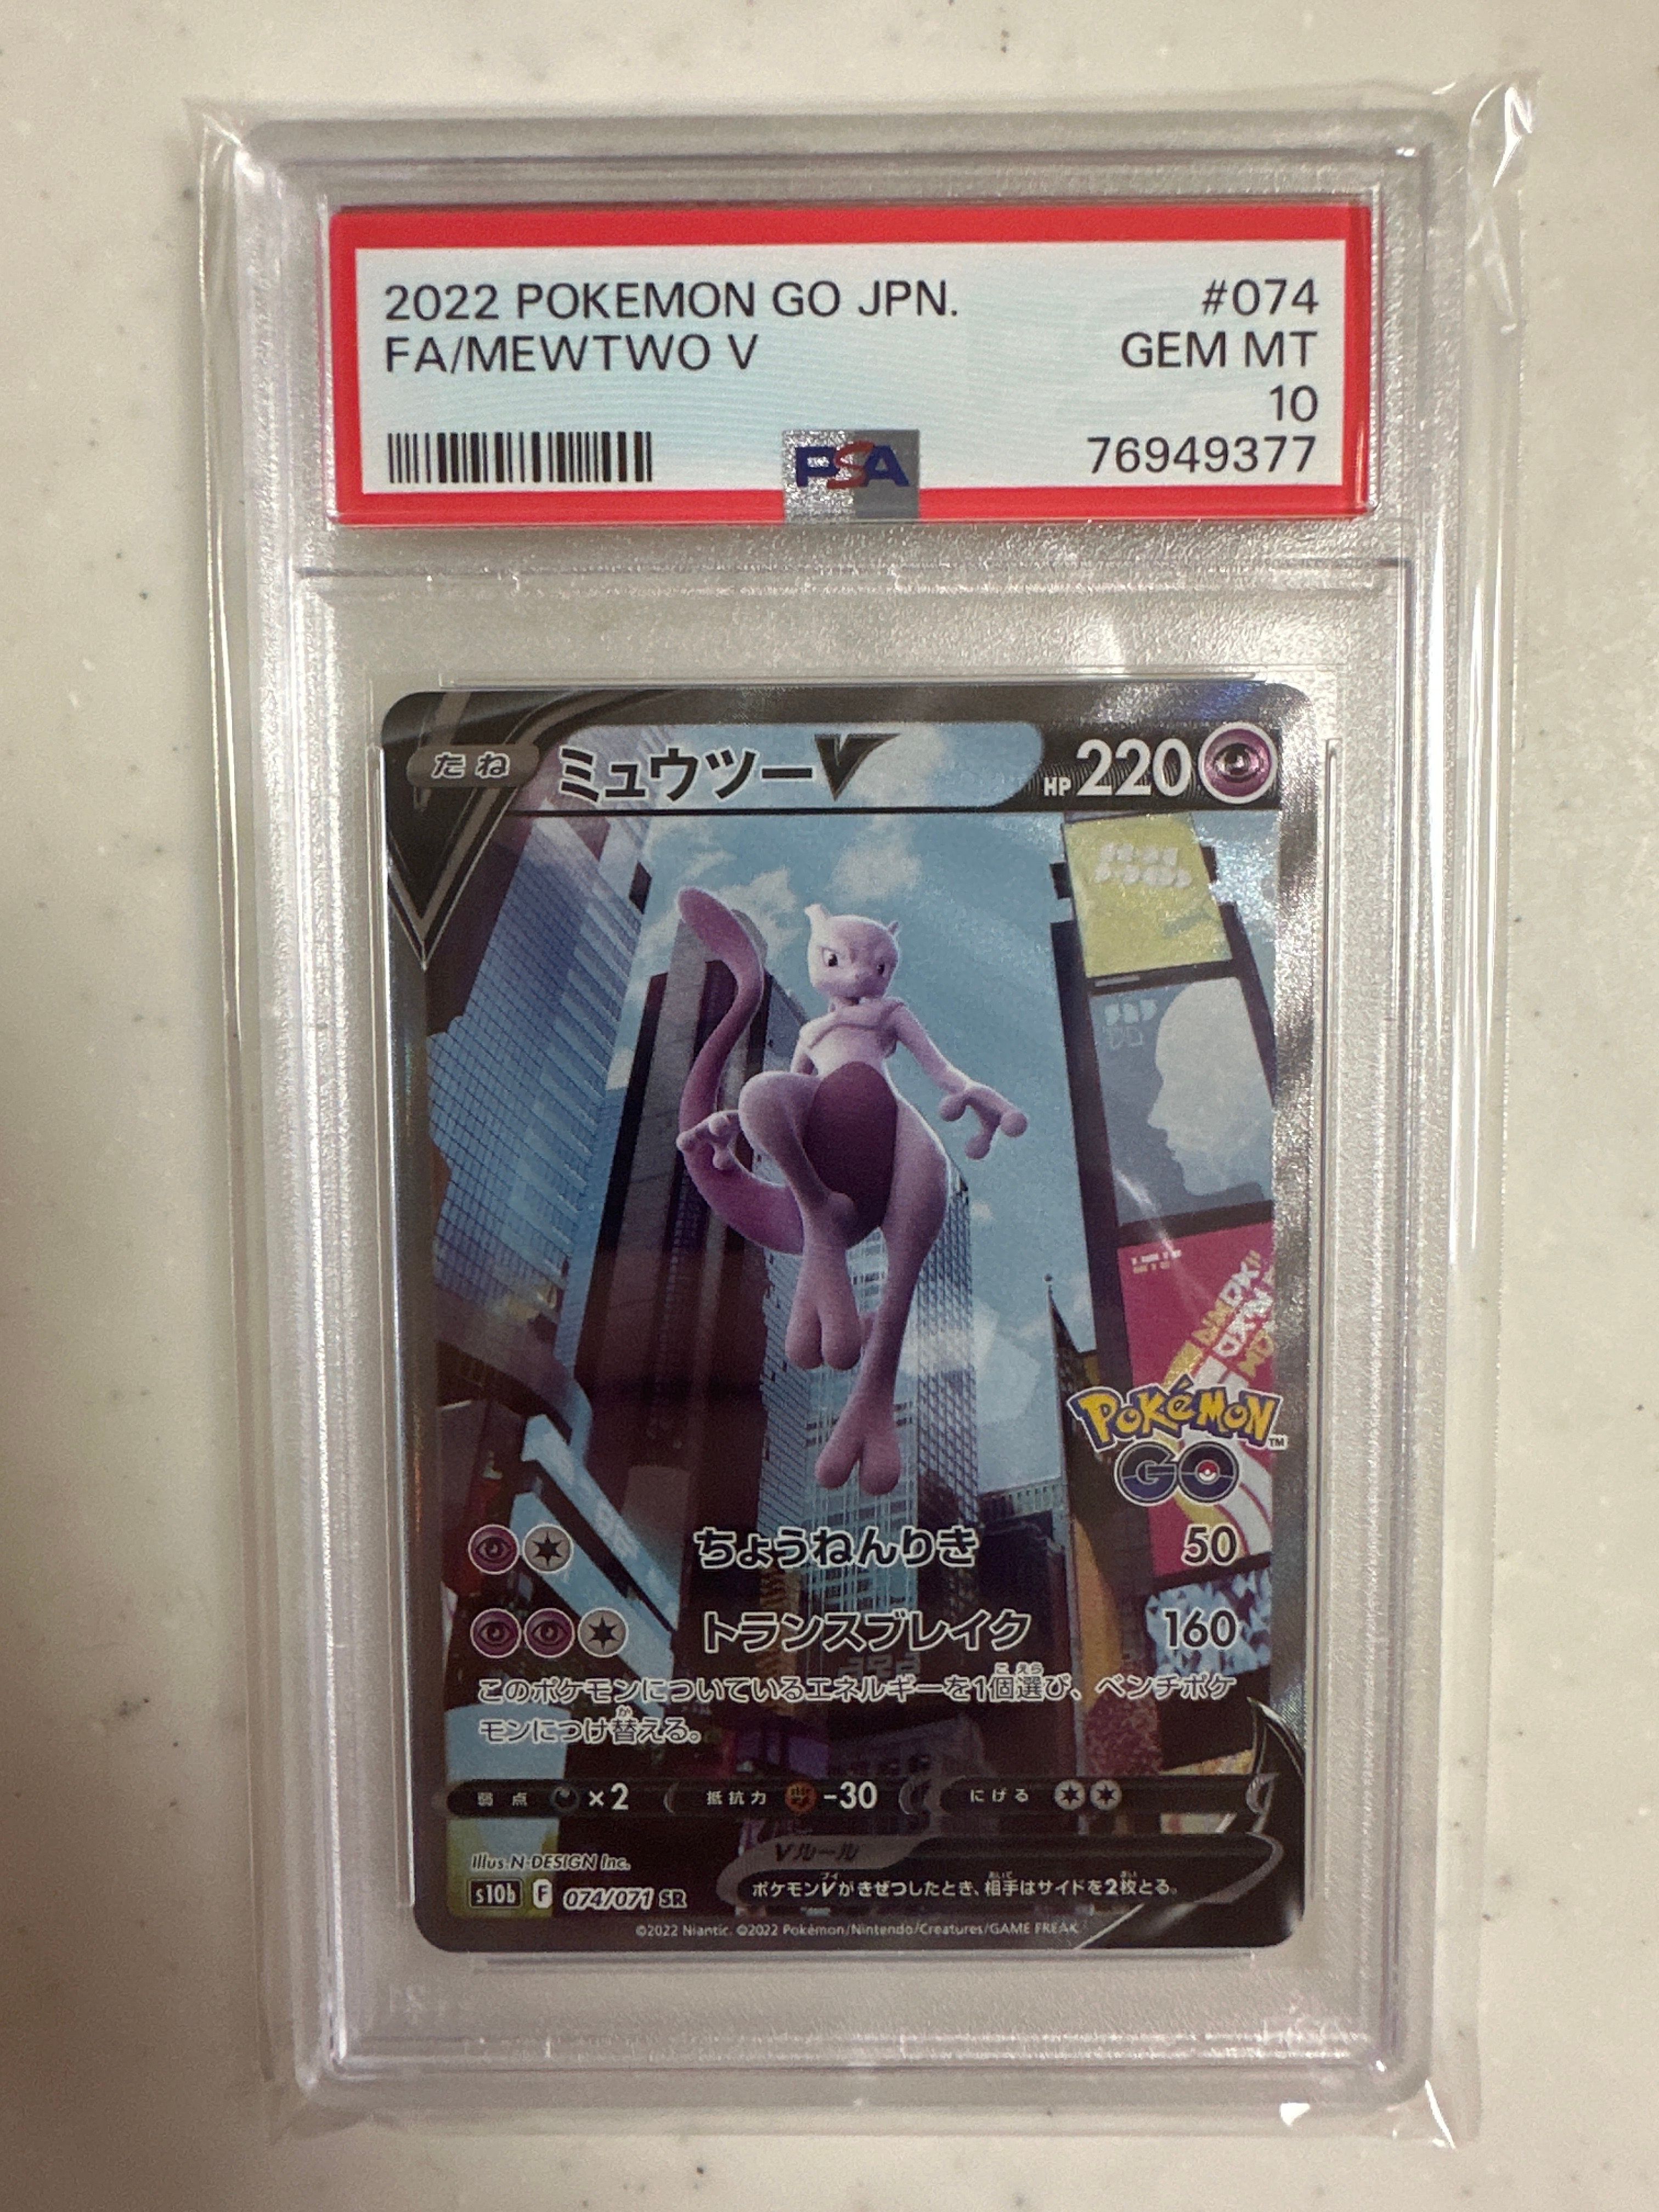 2022 POKEMON GO JPN. #074
FA/MEWTWO V GEM MT
10
PSA 76949377
たね ミュウツーV HP 220
Pokémon™
GO
ちょうねんりき 50
トランスブレイク 160
このポケモンについているエネルギーを1個選び、ベンチポケ
モンにつけ替える。
弱点 ×2 抵抗力 -30 にげる
Vルール
ポケモンVがきぜつしたとき、相手はサイドを2枚とる。
Illus.N-DESIGN Inc.
s10b F 074/071 SR
©2022 Niantic. ©2022 Pokémon/Nintendo/Creatures/GAME FREAK